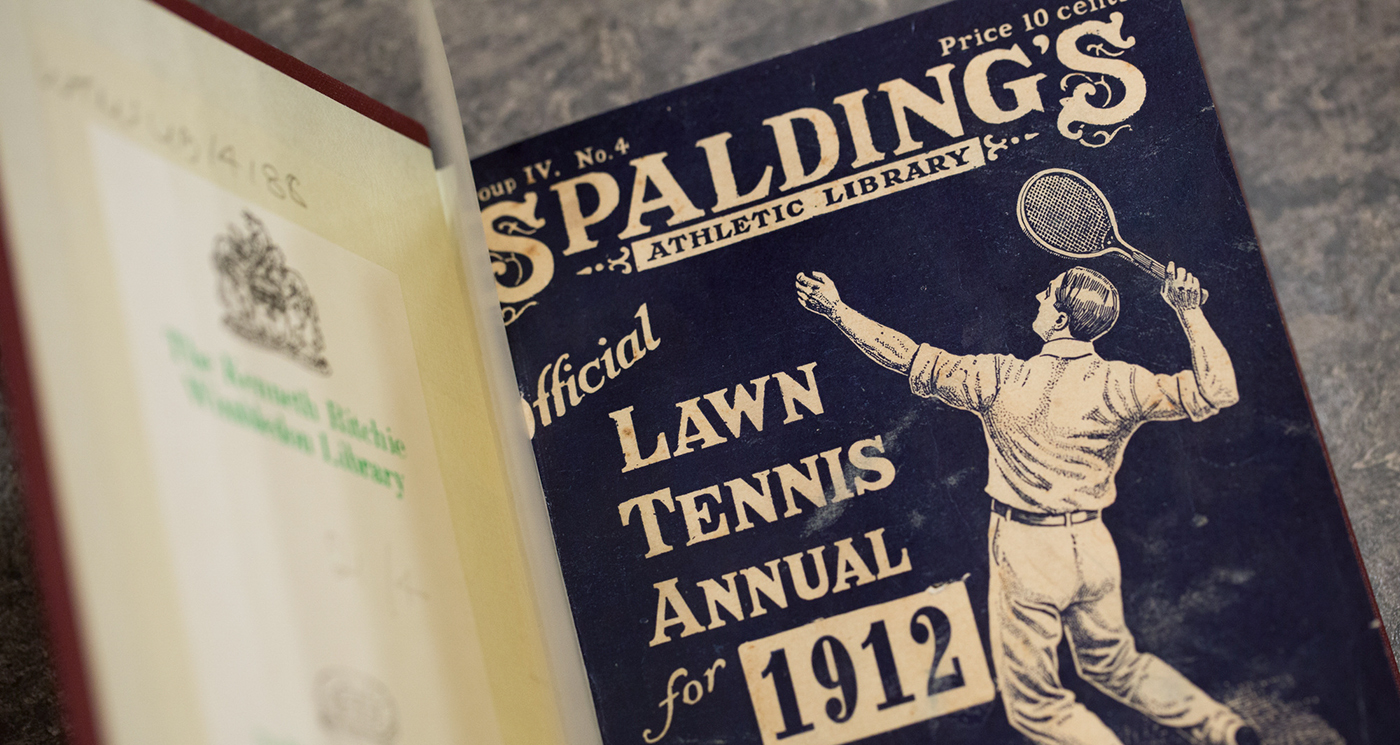 The Kenneth Ritchie
Wimbledon Library
Price 10 cents
oup IV. No.4
SPALDING'S
ATHLETIC LIBRARY
Official
LAWN
TENNIS
ANNUAL
for 1912